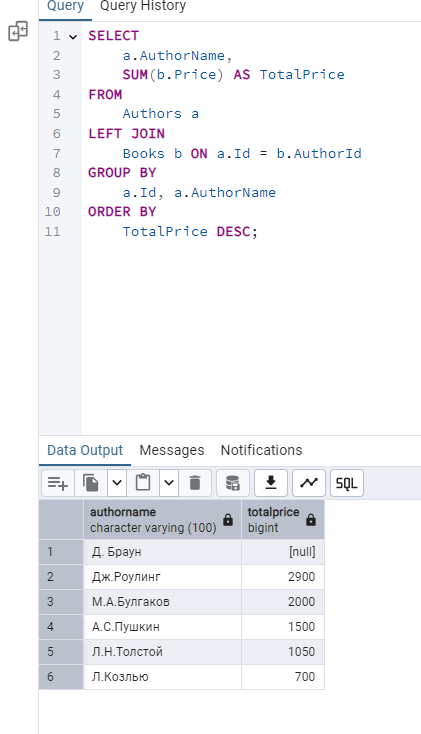 Query Query History
1 SELECT
2 a.AuthorName,
3 SUM(b.Price) AS TotalPrice
4 FROM
5 Authors a
6 LEFT JOIN
7 Books b ON a.Id = b.AuthorId
8 GROUP BY
9 a.Id, a.AuthorName
10 ORDER BY
11 TotalPrice DESC;
Data Output Messages Notifications
SQL
authorname totalprice
character varying (100) bigint
1 Д. Браун [null]
2 Дж.Роулинг 2900
3 М.А.Булгаков 2000
4 А.С.Пушкин 1500
5 Л.Н.Толстой 1050
6 Л.Козлью 700